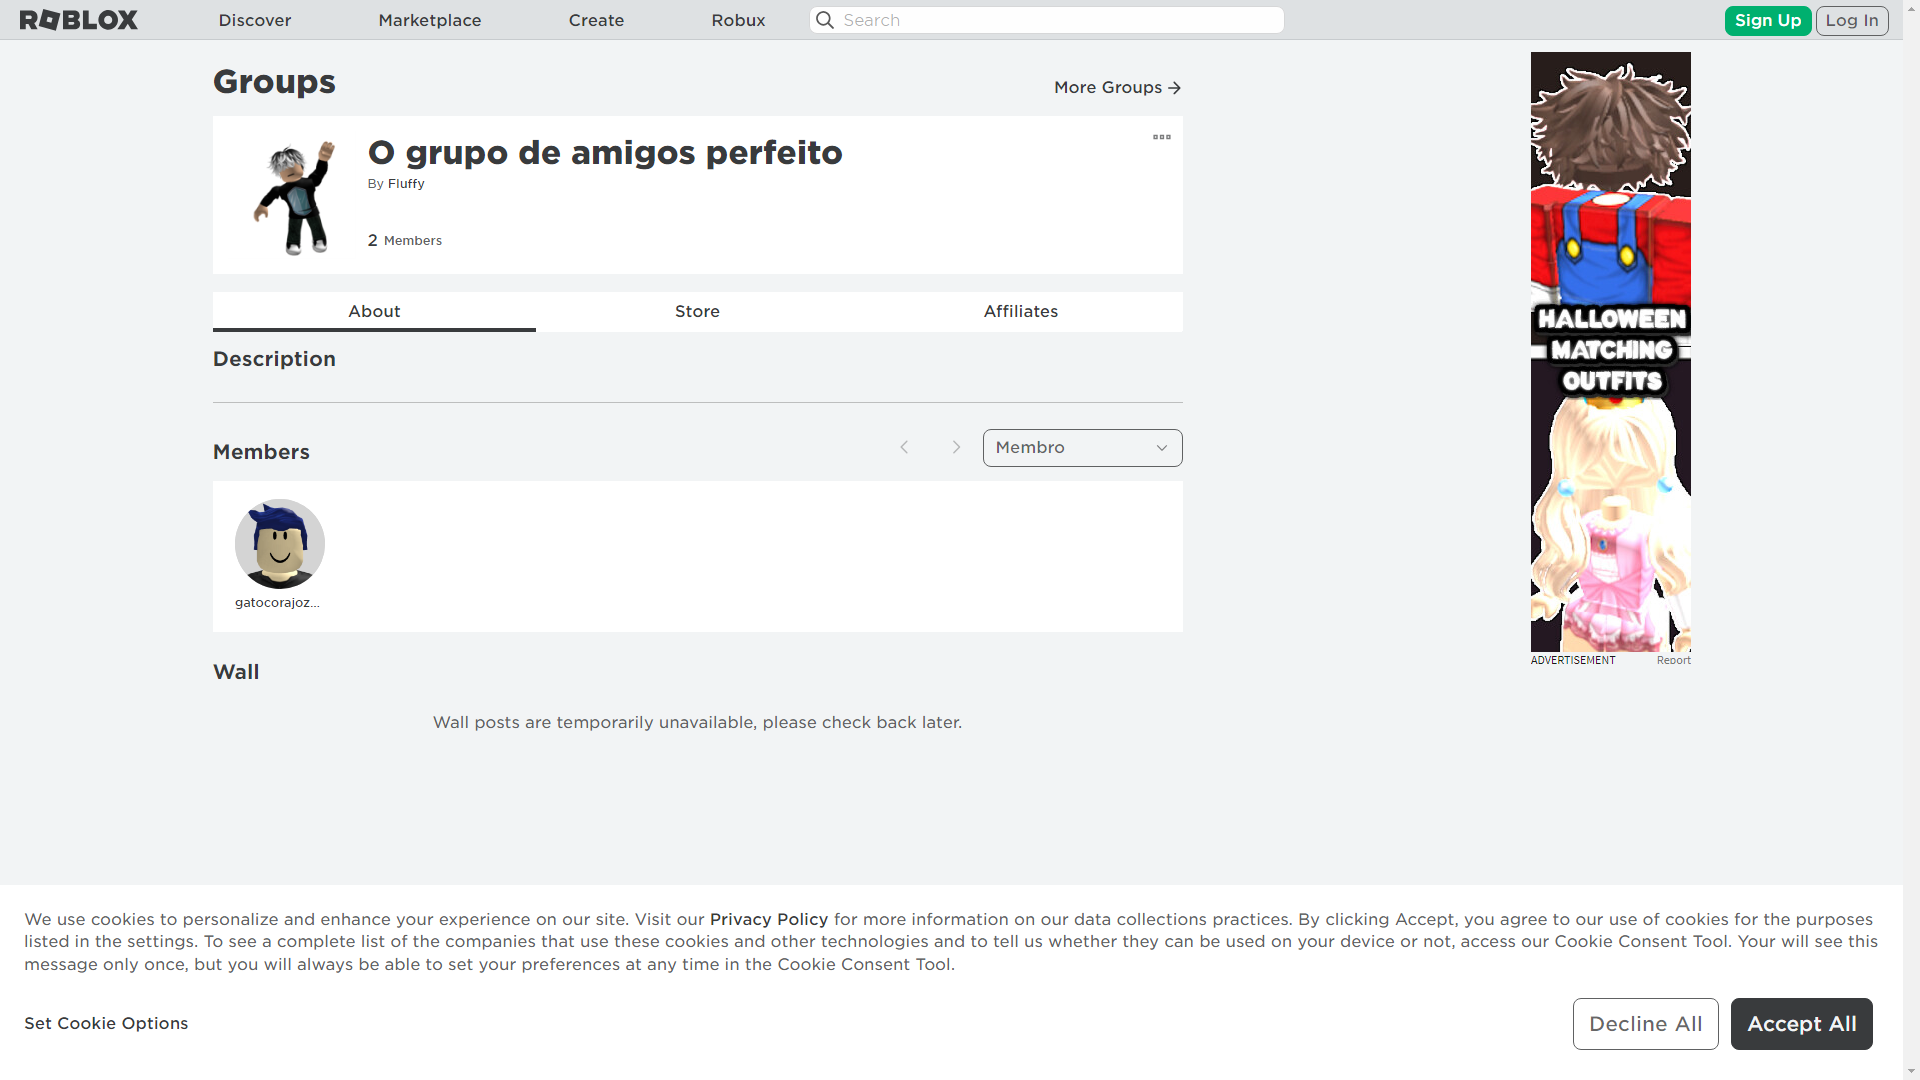 ROBLOX
Discover
Marketplace
Create
Robux
Search
Sign Up
Log In
Groups
More Groups
O grupo de amigos perfeito
By Fluffy
2 Members
About
Store
Affiliates
Description
Members
Membro
gatocorajoz...
Wall
Wall posts are temporarily unavailable, please check back later.
HALLOWEEN
MATCHING
OUTFITS
ADVERTISEMENT
Report
We use cookies to personalize and enhance your experience on our site. Visit our Privacy Policy for more information on our data collections practices. By clicking Accept, you agree to our use of cookies for the purposes
listed in the settings. To see a complete list of the companies that use these cookies and other technologies and to tell us whether they can be used on your device or not, access our Cookie Consent Tool. Your will see this
message only once, but you will always be able to set your preferences at any time in the Cookie Consent Tool.
Set Cookie Options
Decline All
Accept All